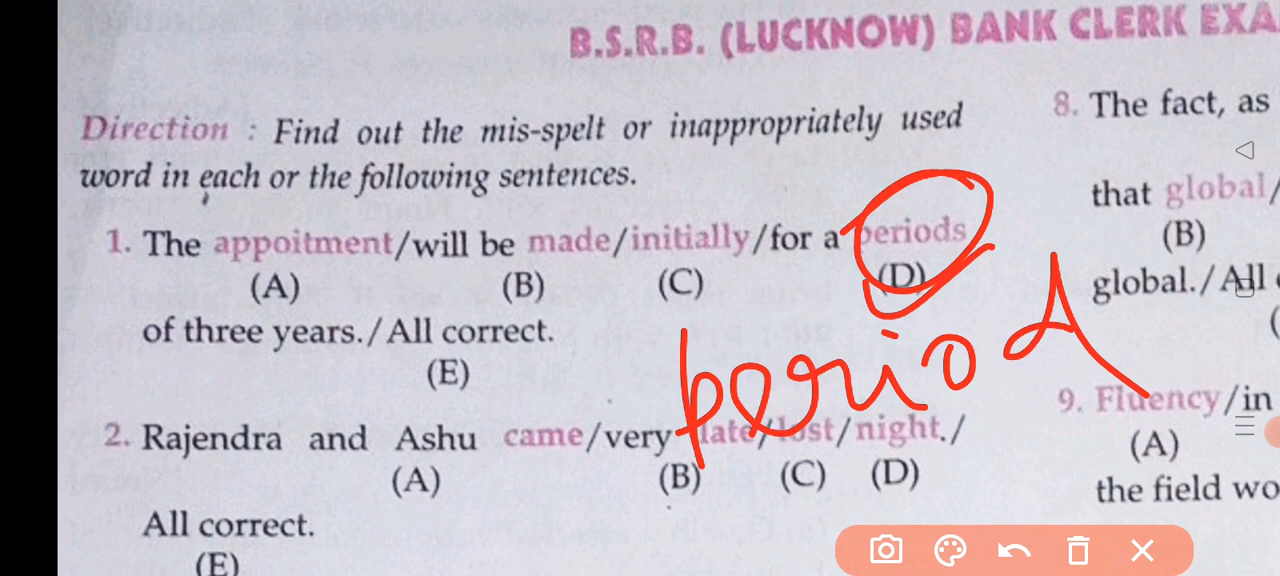 B.S.R.B. (LUCKNOW) BANK CLERK EXA
Direction : Find out the mis-spelt or inappropriately used
word in each or the following sentences.
1. The appoitment/will be made/initially/for a periods
(A) (B) (C) (D)
of three years./All correct.
(E)
period
2. Rajendra and Ashu came/very late/lost/night./
(A) (B) (C) (D)
All correct.
(E)
8. The fact, as
that global/
(B)
global./All
(
9. Fluency/in
(A)
the field wo